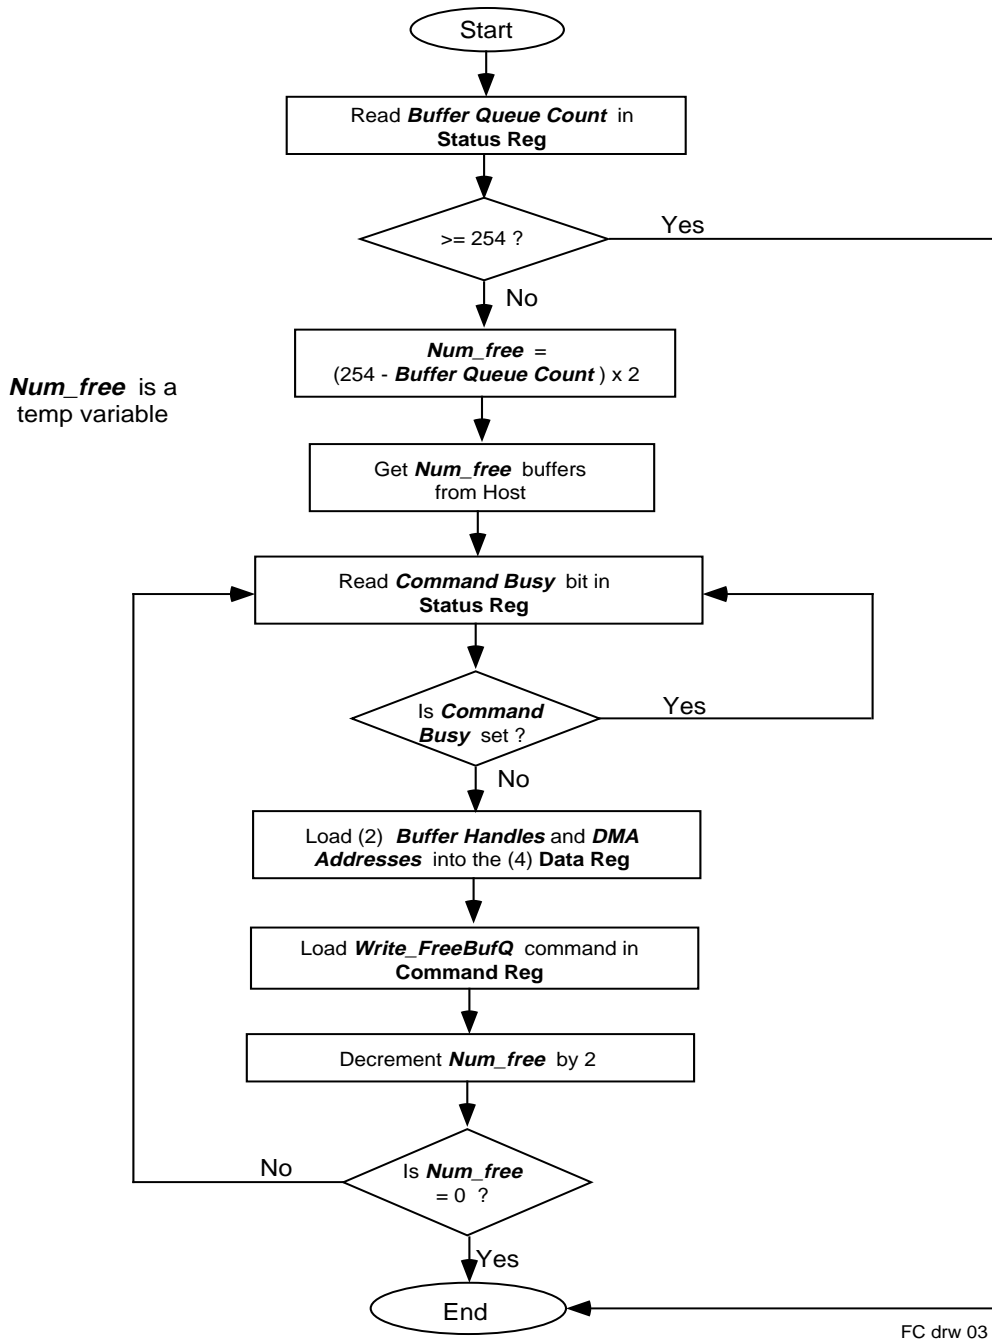 Start
Read Buffer Queue Count in
Status Reg
>= 254 ?
Yes
No
Num_free =
(254 - Buffer Queue Count ) x 2
Num_free is a
temp variable
Get Num_free buffers
from Host
Read Command Busy bit in
Status Reg
Is Command
Busy set ?
Yes
No
Load (2) Buffer Handles and DMA
Addresses into the (4) Data Reg
Load Write_FreeBufQ command in
Command Reg
Decrement Num_free by 2
Is Num_free
= 0 ?
No
Yes
End
FC drw 03